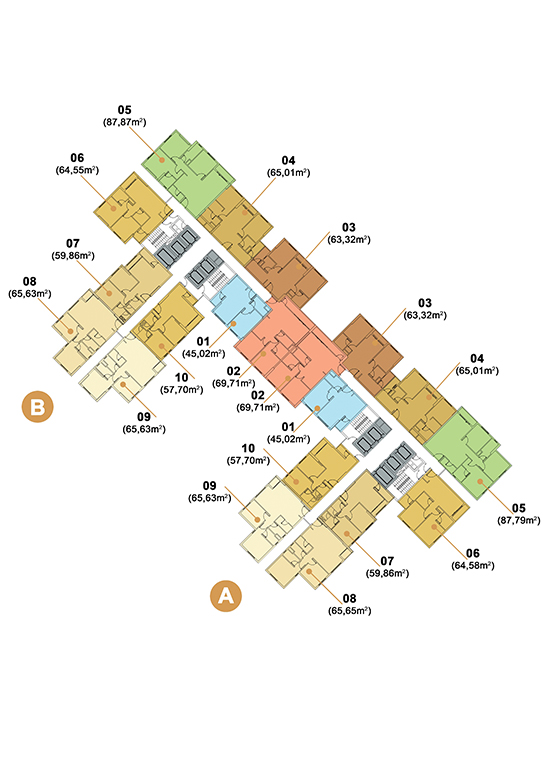 05
(87,87m²)
06
(64,55m²)
04
(65,01m²)
03
(63,32m²)
07
(59,86m²)
08
(65,63m²)
03
(63,32m²)
01
(45,02m²)
02
(69,71m²)
10
(57,70m²)
02
(69,71m²)
04
(65,01m²)
B
09
(65,63m²)
01
(45,02m²)
10
(57,70m²)
09
(65,63m²)
05
(87,79m²)
06
(64,58m²)
07
(59,86m²)
A
08
(65,65m²)